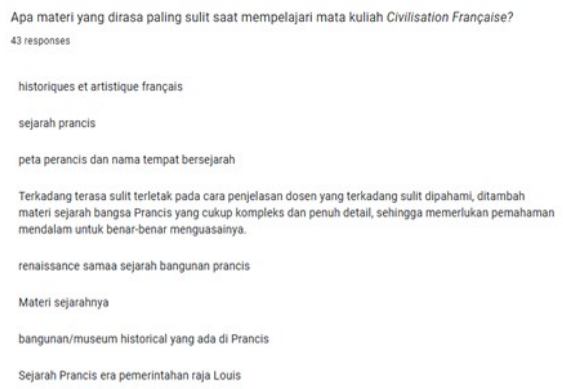 Apa materi yang dirasa paling sulit saat mempelajari mata kuliah Civilisation Française?
43 responses
historiques et artistique français
sejarah prancis
peta perancis dan nama tempat bersejarah
Terkadang terasa sulit terletak pada cara penjelasan dosen yang terkadang sulit dipahami, ditambah
materi sejarah bangsa Prancis yang cukup kompleks dan penuh detail, sehingga memerlukan pemahaman
mendalam untuk benar-benar menguasainya.
renaissance samaa sejarah bangunan prancis
Materi sejarahnya
bangunan/museum historical yang ada di Prancis
Sejarah Prancis era pemerintahan raja Louis